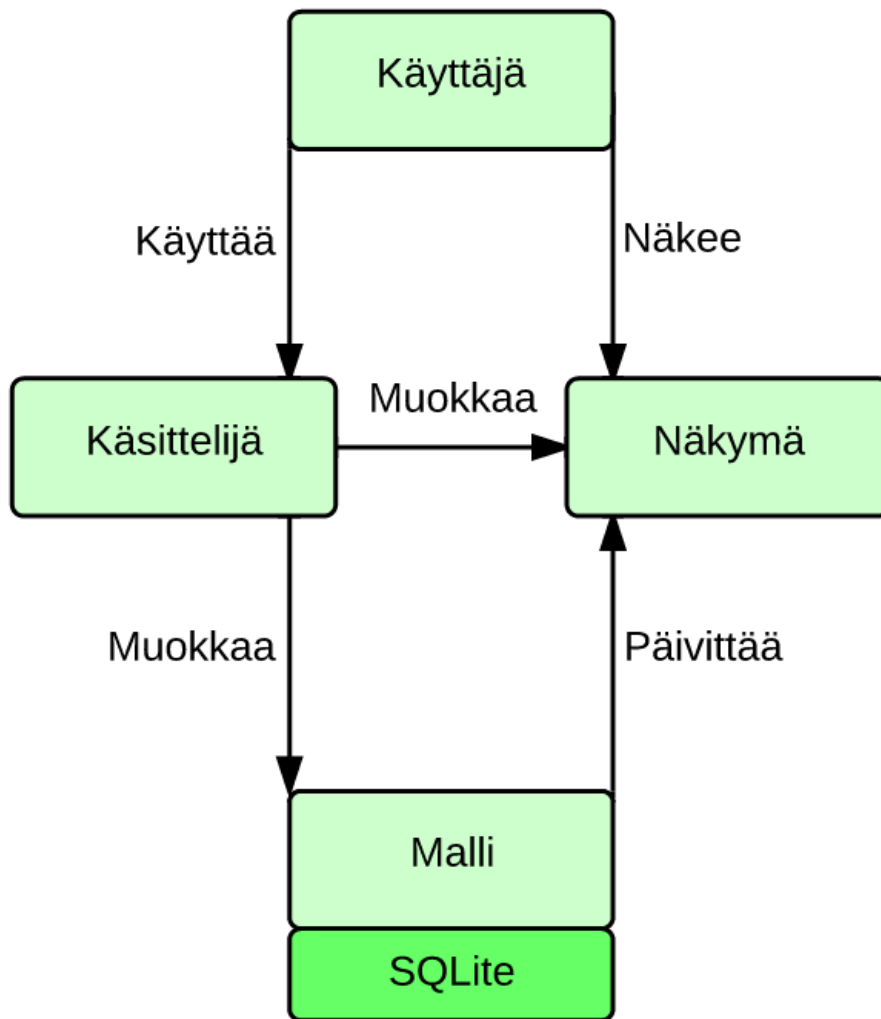 Käyttäjä
Käyttää
Näkee
Käsittelijä
Muokkaa
Näkymä
Muokkaa
Päivittää
Malli
SQLite